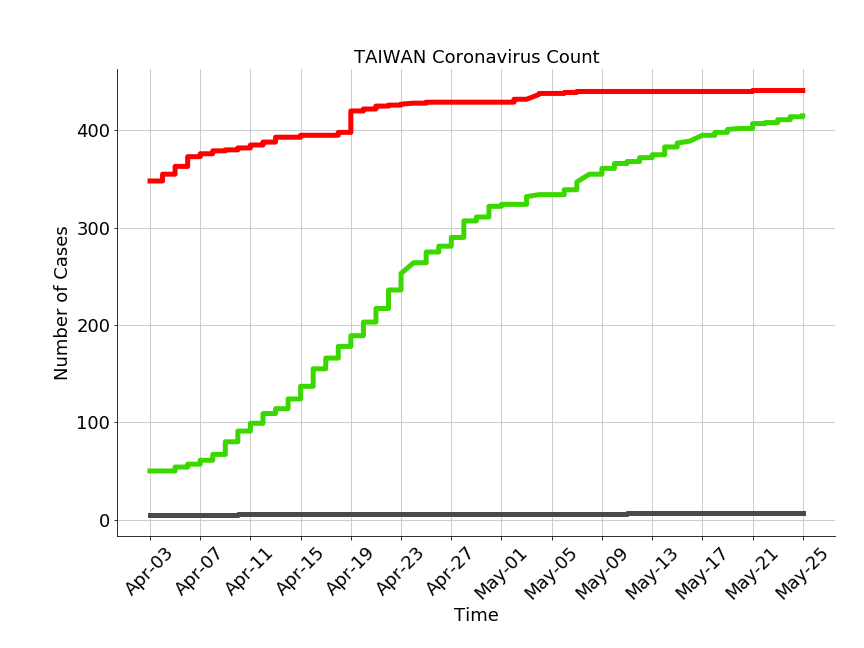 TAIWAN Coronavirus Count
Number of Cases
400
300
200
100
0
Apr-03
Apr-07
Apr-11
Apr-15
Apr-19
Apr-23
Apr-27
May-01
May-05
May-09
May-13
May-17
May-21
May-25
Time